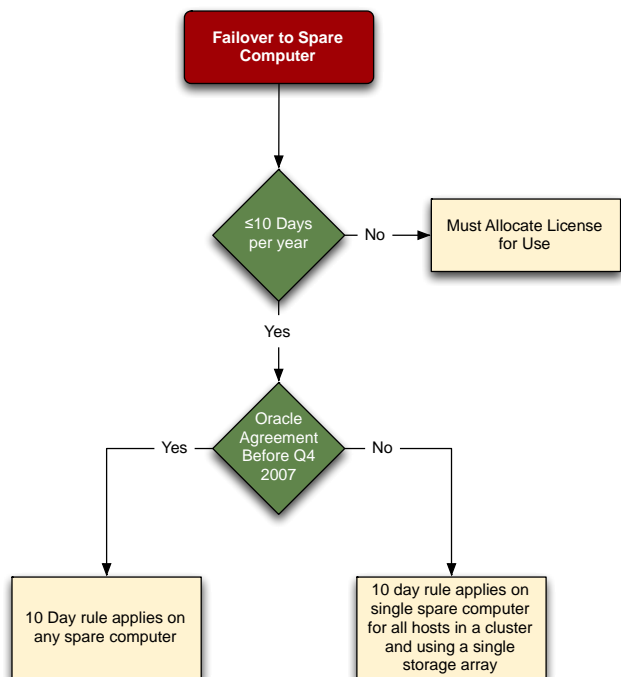 Failover to Spare
Computer
≤10 Days
per year
No
Must Allocate License
for Use
Yes
Oracle
Agreement
Before Q4
2007
Yes
No
10 Day rule applies on
any spare computer
10 day rule applies on
single spare computer
for all hosts in a cluster
and using a single
storage array